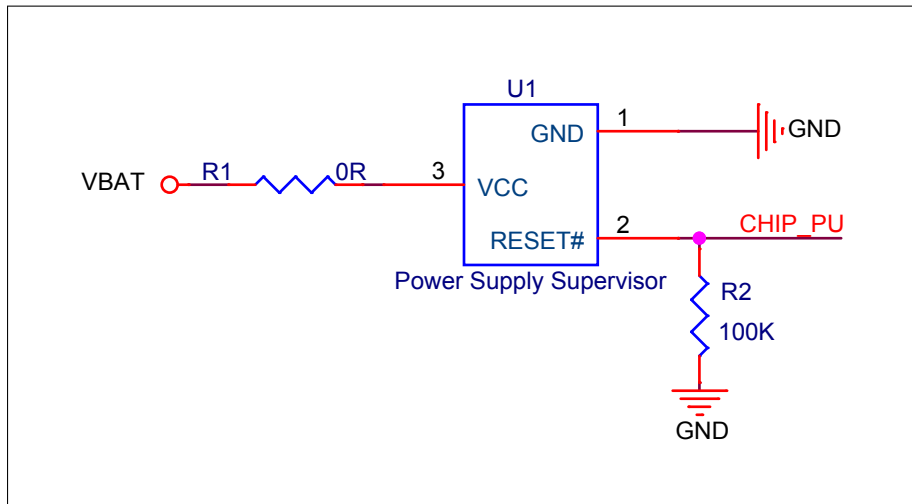 U1
GND 1 GND
VBAT R1 0R 3 VCC
RESET# 2 CHIP_PU
Power Supply Supervisor
R2
100K
GND